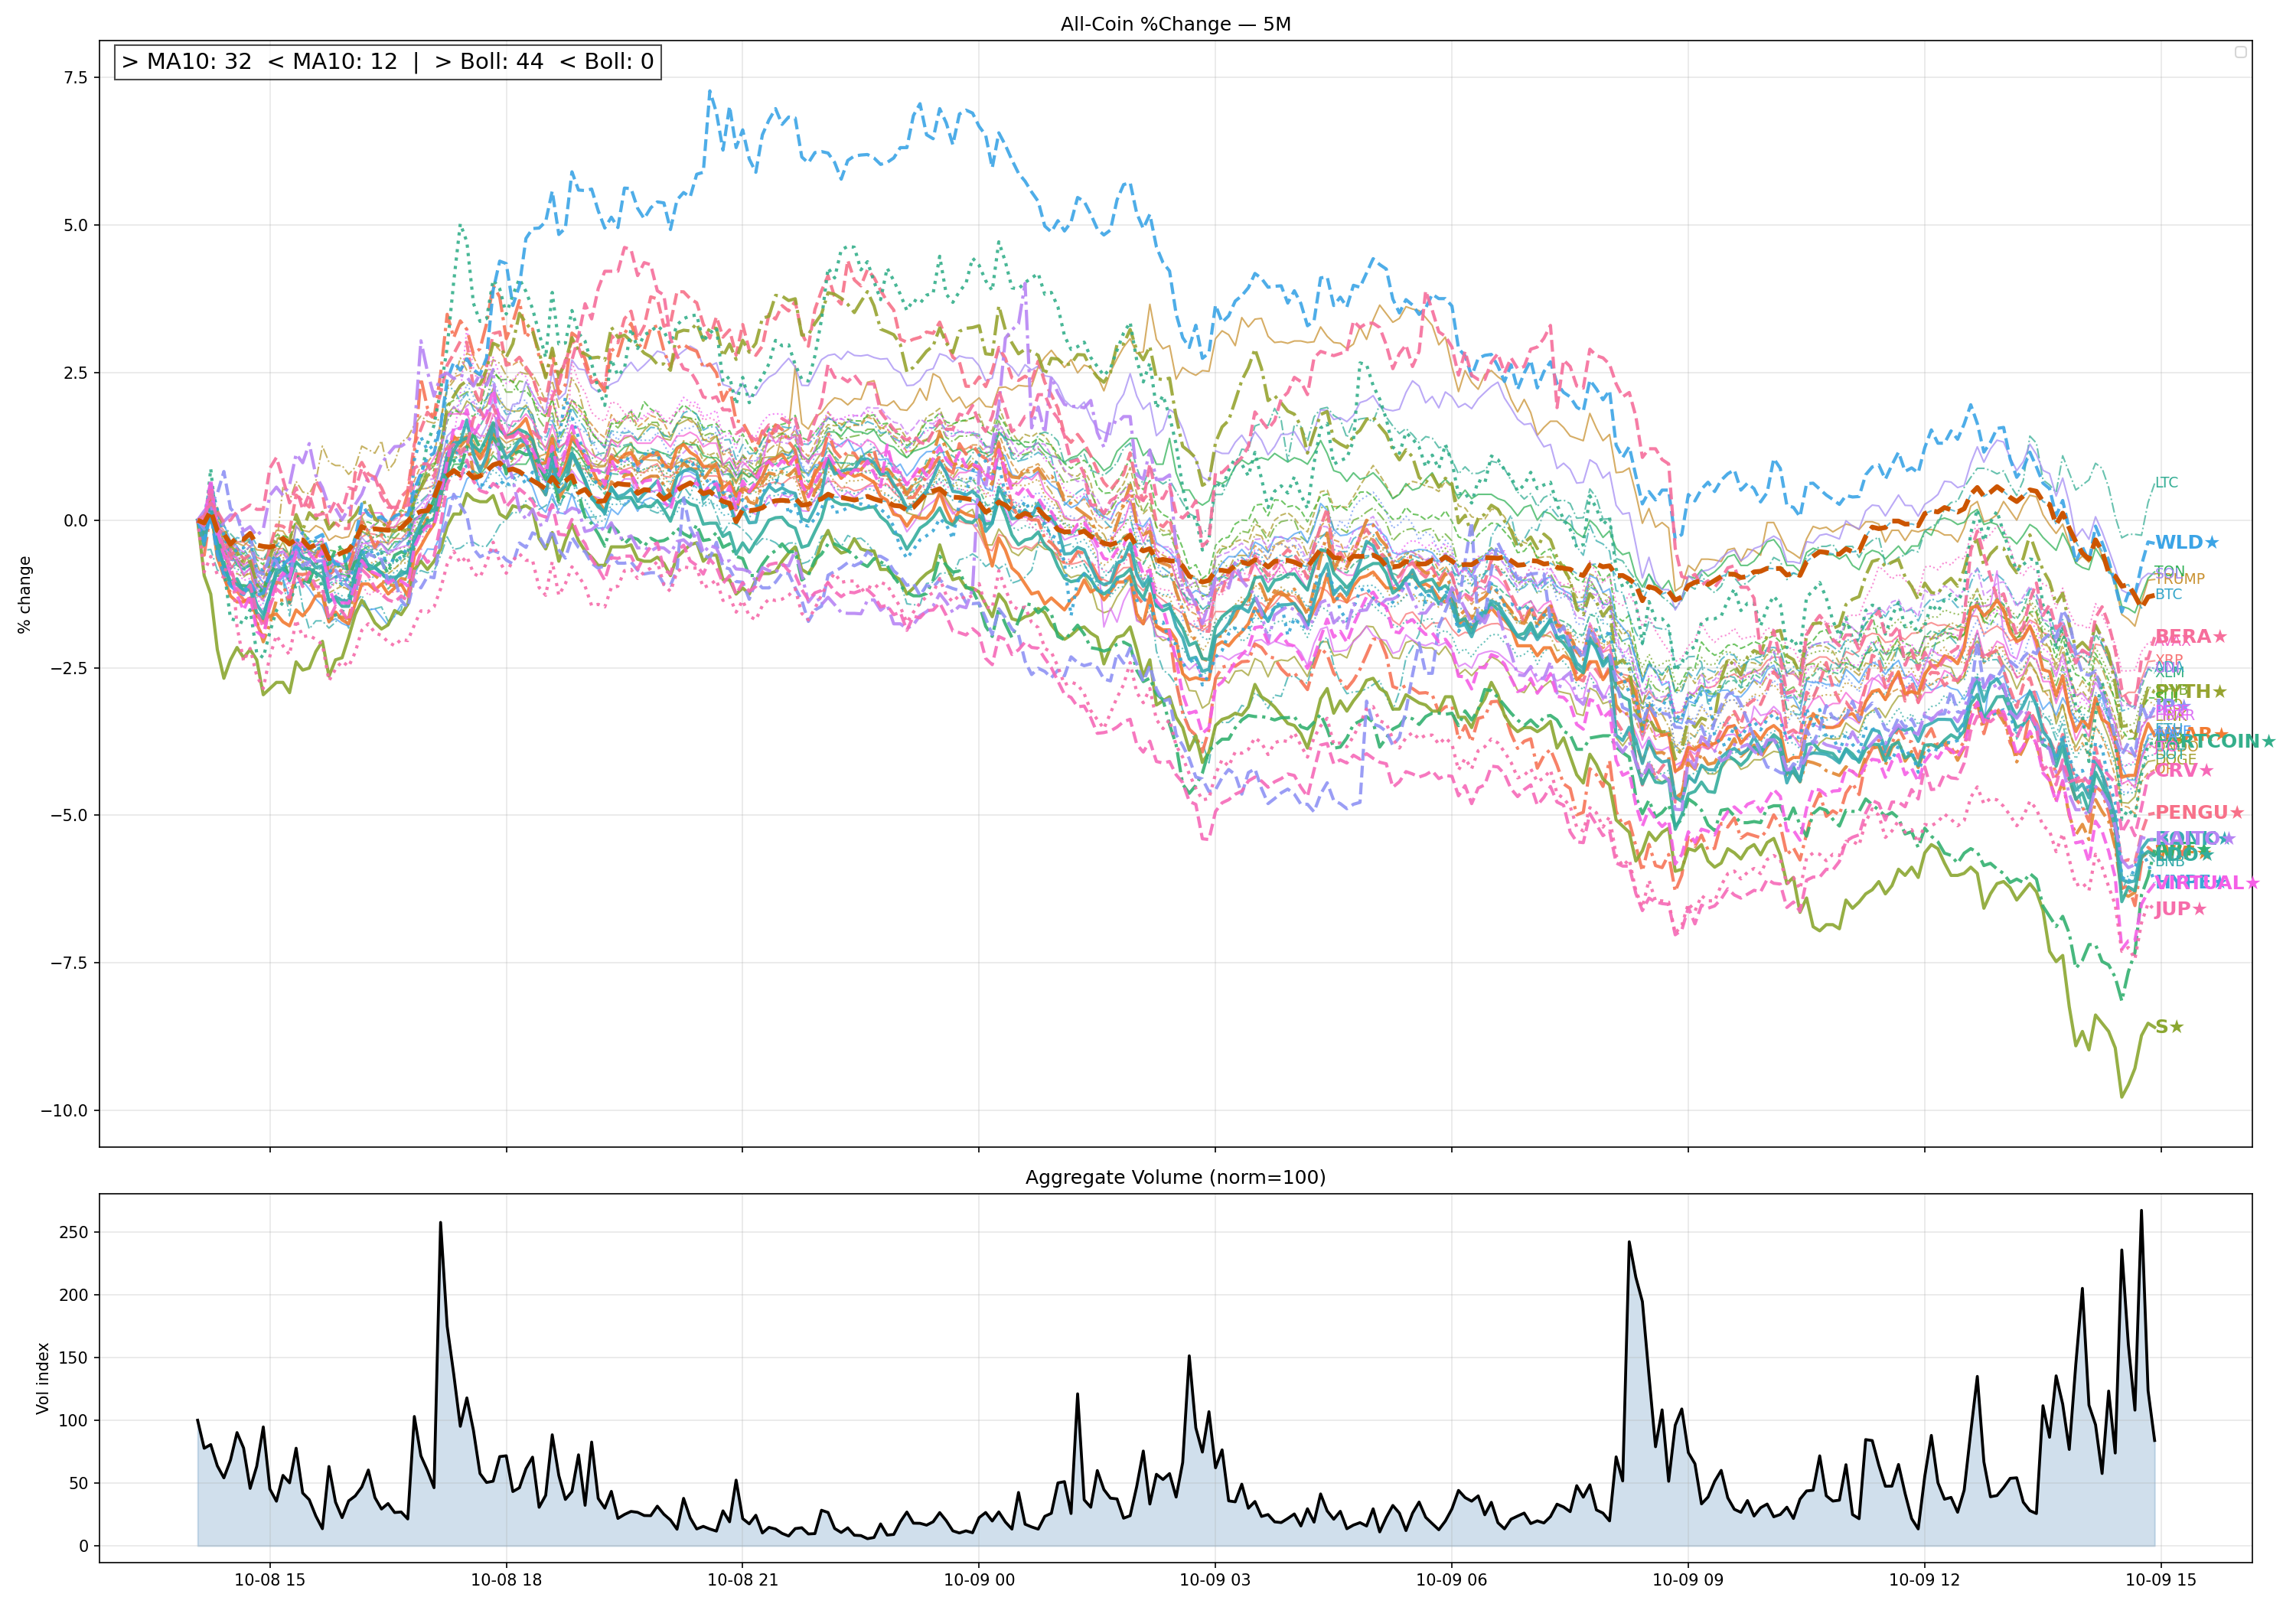 All-Coin %Change — 5M
> MA10: 32  < MA10: 12  |  > Boll: 44  < Boll: 0
7.5
5.0
2.5
0.0
−2.5
−5.0
−7.5
−10.0
% change
LTC
WLD★
TON
TRUMP
BTC
BERA★
XRP
XLM
PYTH★
LINK
DOGE
CRV★
PENGU★
BNB
VIRTUAL★
JUP★
S★
Aggregate Volume (norm=100)
250
200
150
100
50
0
Vol index
10-08 15
10-08 18
10-08 21
10-09 00
10-09 03
10-09 06
10-09 09
10-09 12
10-09 15